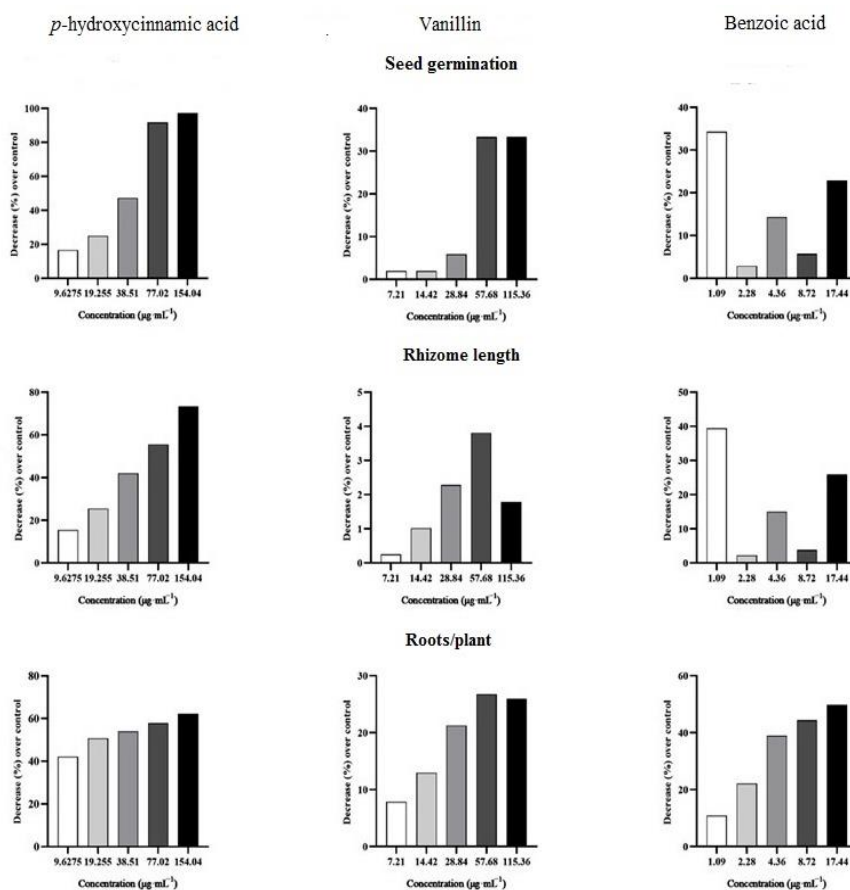 p-hydroxycinnamic acid Vanillin Benzoic acid
Seed germination
Decrease (%) over control
100
80
60
40
20
0
9.6275 19.255 38.51 77.02 154.04
Concentration (µg·mL⁻¹)
Decrease (%) over control
40
30
20
10
0
7.21 14.42 28.84 57.68 115.36
Concentration (µg·mL⁻¹)
Decrease (%) over control
40
30
20
10
0
1.09 2.28 4.36 8.72 17.44
Concentration (µg·mL⁻¹)
Rhizome length
Decrease (%) over control
80
60
40
20
0
9.6275 19.255 38.51 77.02 154.04
Concentration (µg·mL⁻¹)
Decrease (%) over control
5
4
3
2
1
0
7.21 14.42 28.84 57.68 115.36
Concentration (µg·mL⁻¹)
Decrease (%) over control
50
40
30
20
10
0
1.09 2.28 4.36 8.72 17.44
Concentration (µg·mL⁻¹)
Roots/plant
Decrease (%) over control
80
60
40
20
0
9.6275 19.255 38.51 77.02 154.04
Concentration (µg·mL⁻¹)
Decrease (%) over control
30
20
10
0
7.21 14.42 28.84 57.68 115.36
Concentration (µg·mL⁻¹)
Decrease (%) over control
60
40
20
0
1.09 2.28 4.36 8.72 17.44
Concentration (µg·mL⁻¹)